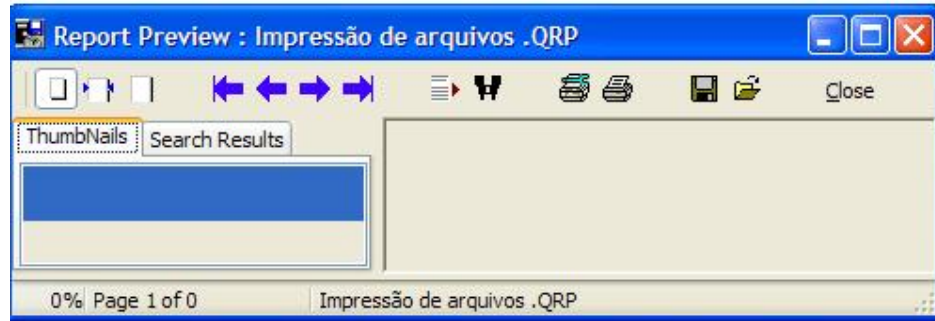 Report Preview : Impressão de arquivos .QRP
Close
ThumbNails Search Results
0% Page 1 of 0 Impressão de arquivos .QRP